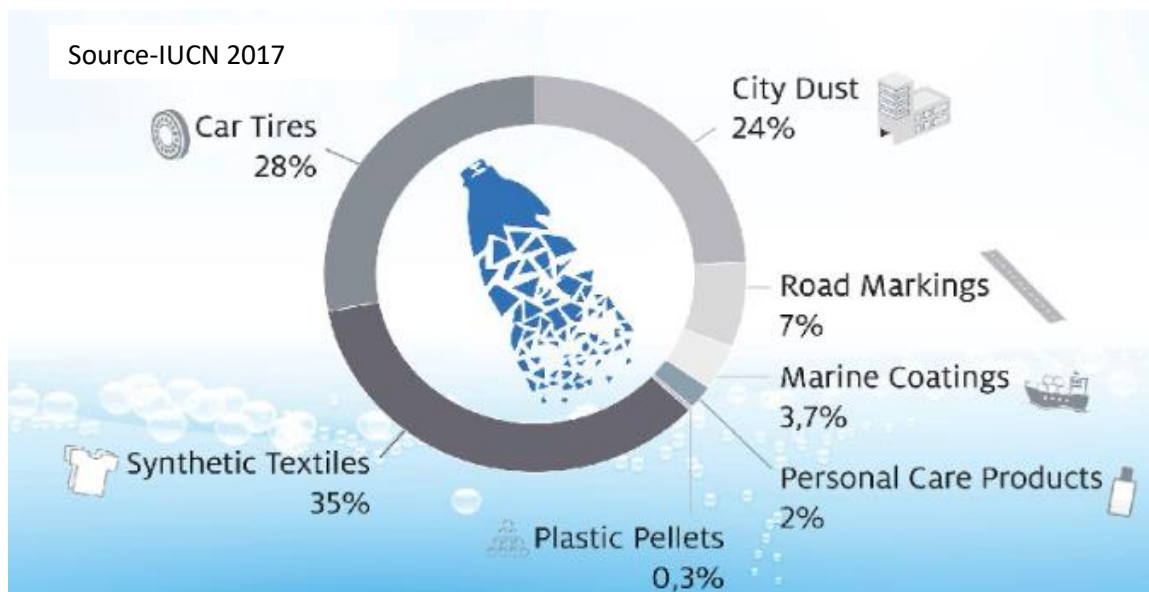 Source-IUCN 2017
City Dust
24%
Car Tires
28%
Road Markings
7%
Marine Coatings
3,7%
Synthetic Textiles
35%
Personal Care Products
2%
Plastic Pellets
0,3%